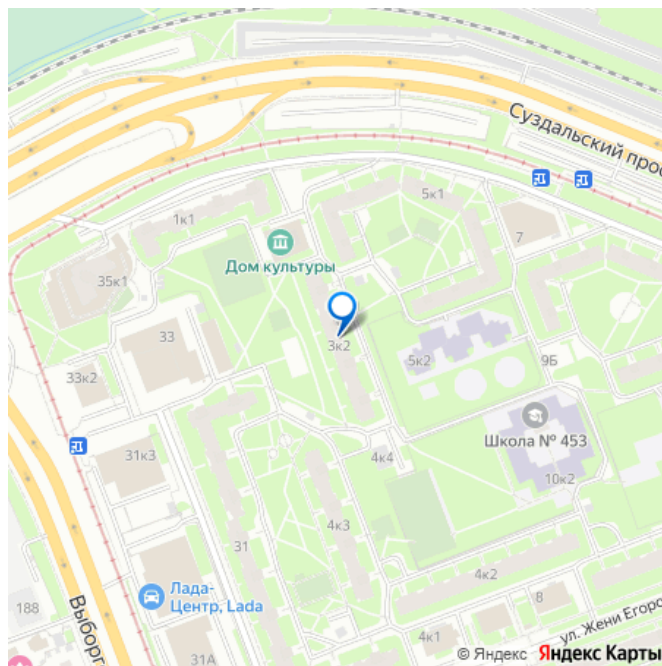 Суздальский прос
5к1
1к1
7
Дом культуры
35к1
33
3к2
5к2
9Б
33к2
Школа № 453
31к3
4к4
10к2
4к3
31
4к2
Лада-
Центр, Lada
188
Выборг
8
ул. Жени Егоро
4к1
31А
© Яндекс Яндекс Карты